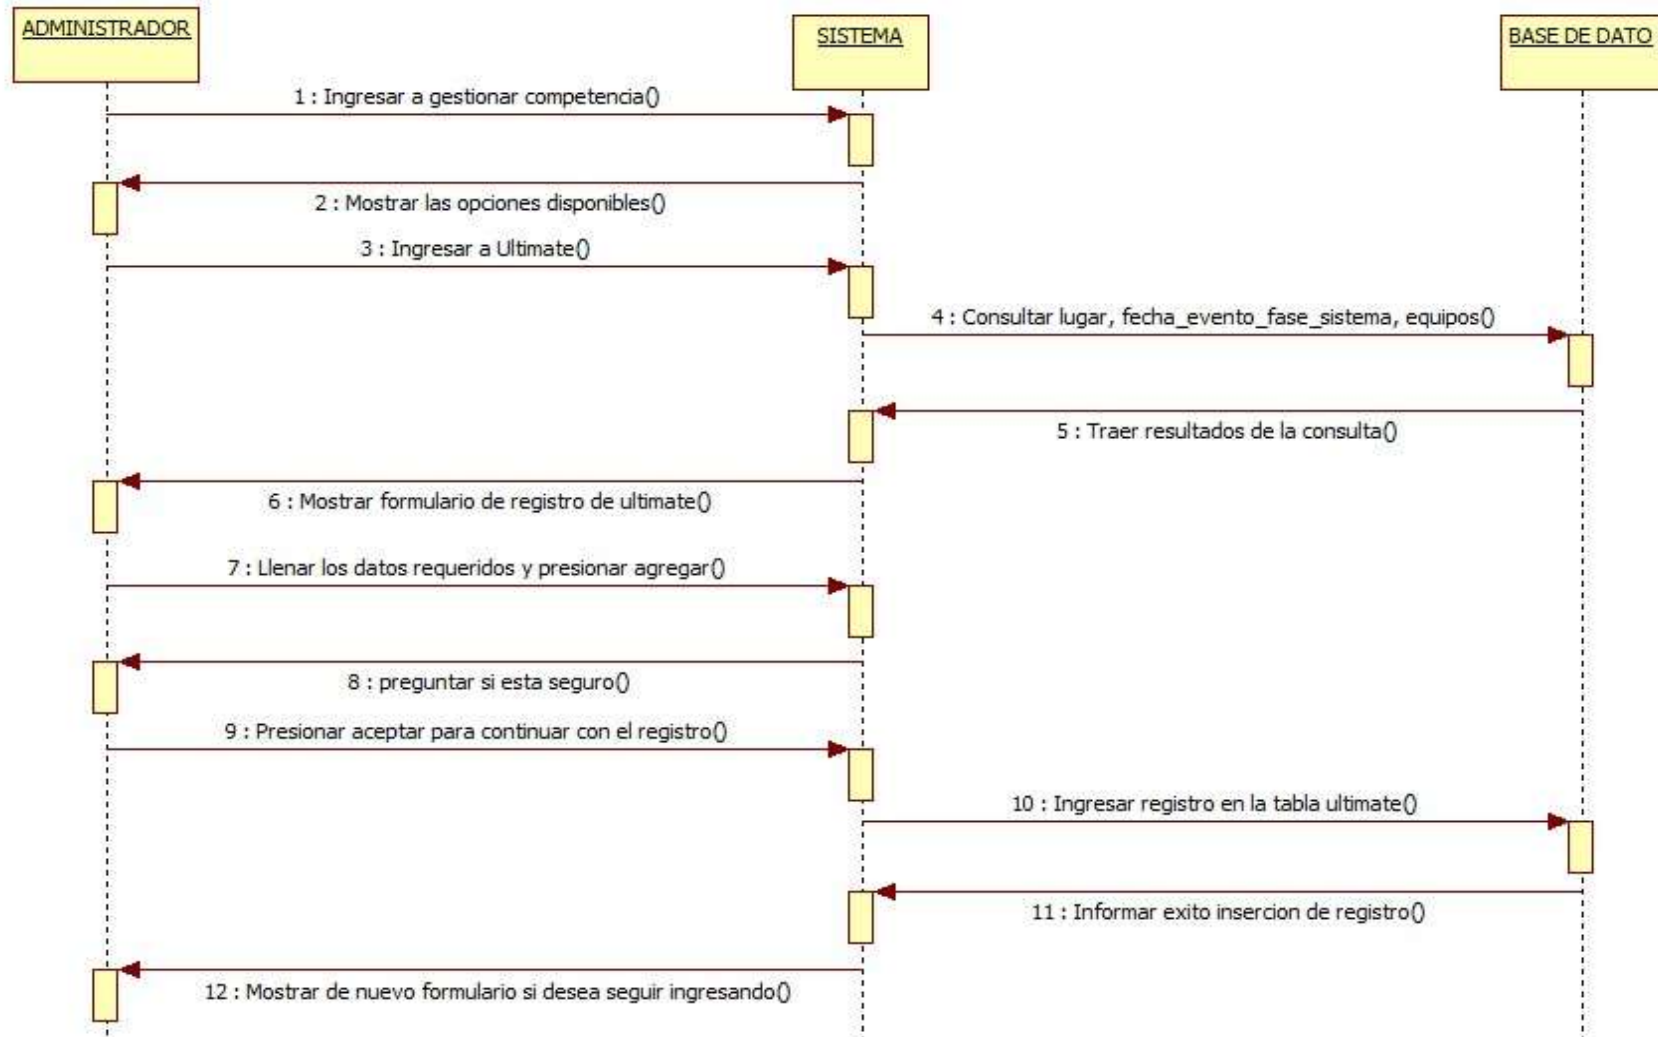 ADMINISTRADOR
SISTEMA
BASE DE DATO
1 : Ingresar a gestionar competencia()
2 : Mostrar las opciones disponibles()
3 : Ingresar a Ultimate()
4 : Consultar lugar, fecha_evento_fase_sistema, equipos()
5 : Traer resultados de la consulta()
6 : Mostrar formulario de registro de ultimate()
7 : Llenar los datos requeridos y presionar agregar()
8 : preguntar si esta seguro()
9 : Presionar aceptar para continuar con el registro()
10 : Ingresar registro en la tabla ultimate()
11 : Informar exito insercion de registro()
12 : Mostrar de nuevo formulario si desea seguir ingresando()